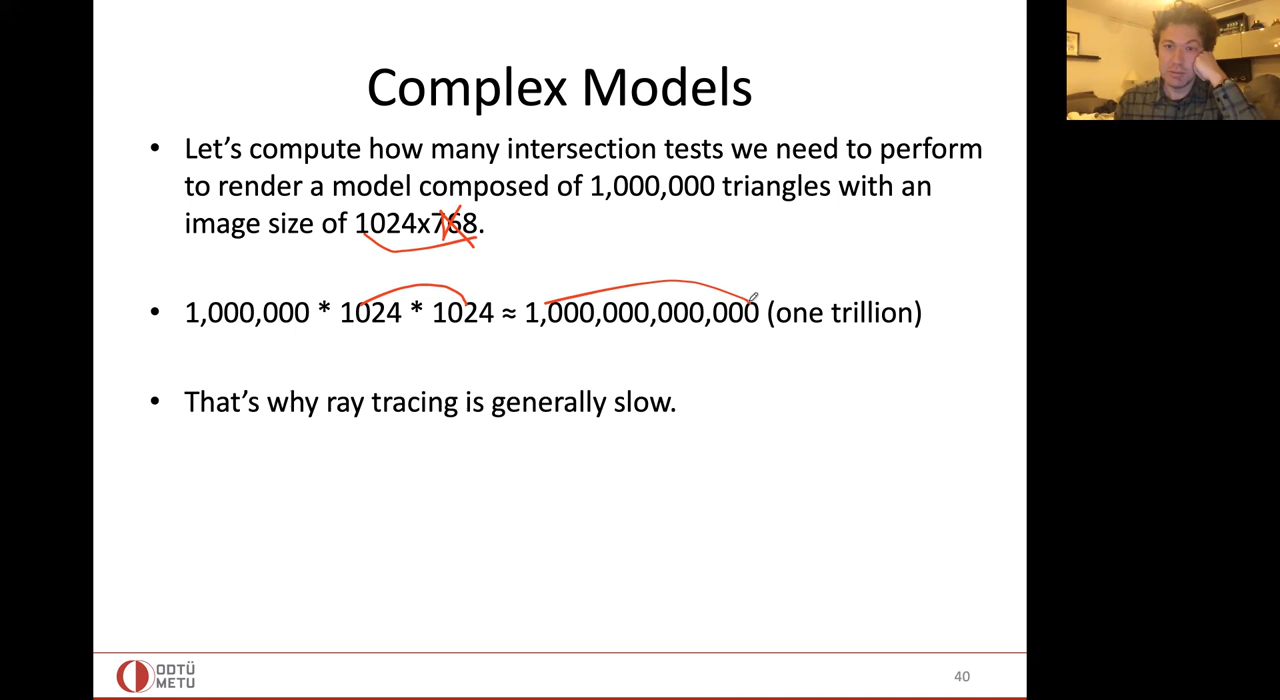 Complex Models
• Let's compute how many intersection tests we need to perform
to render a model composed of 1,000,000 triangles with an
image size of 1024x768.
• 1,000,000 * 1024 * 1024 ≈ 1,000,000,000,000 (one trillion)
• That's why ray tracing is generally slow.
ODTÜ
METU
40